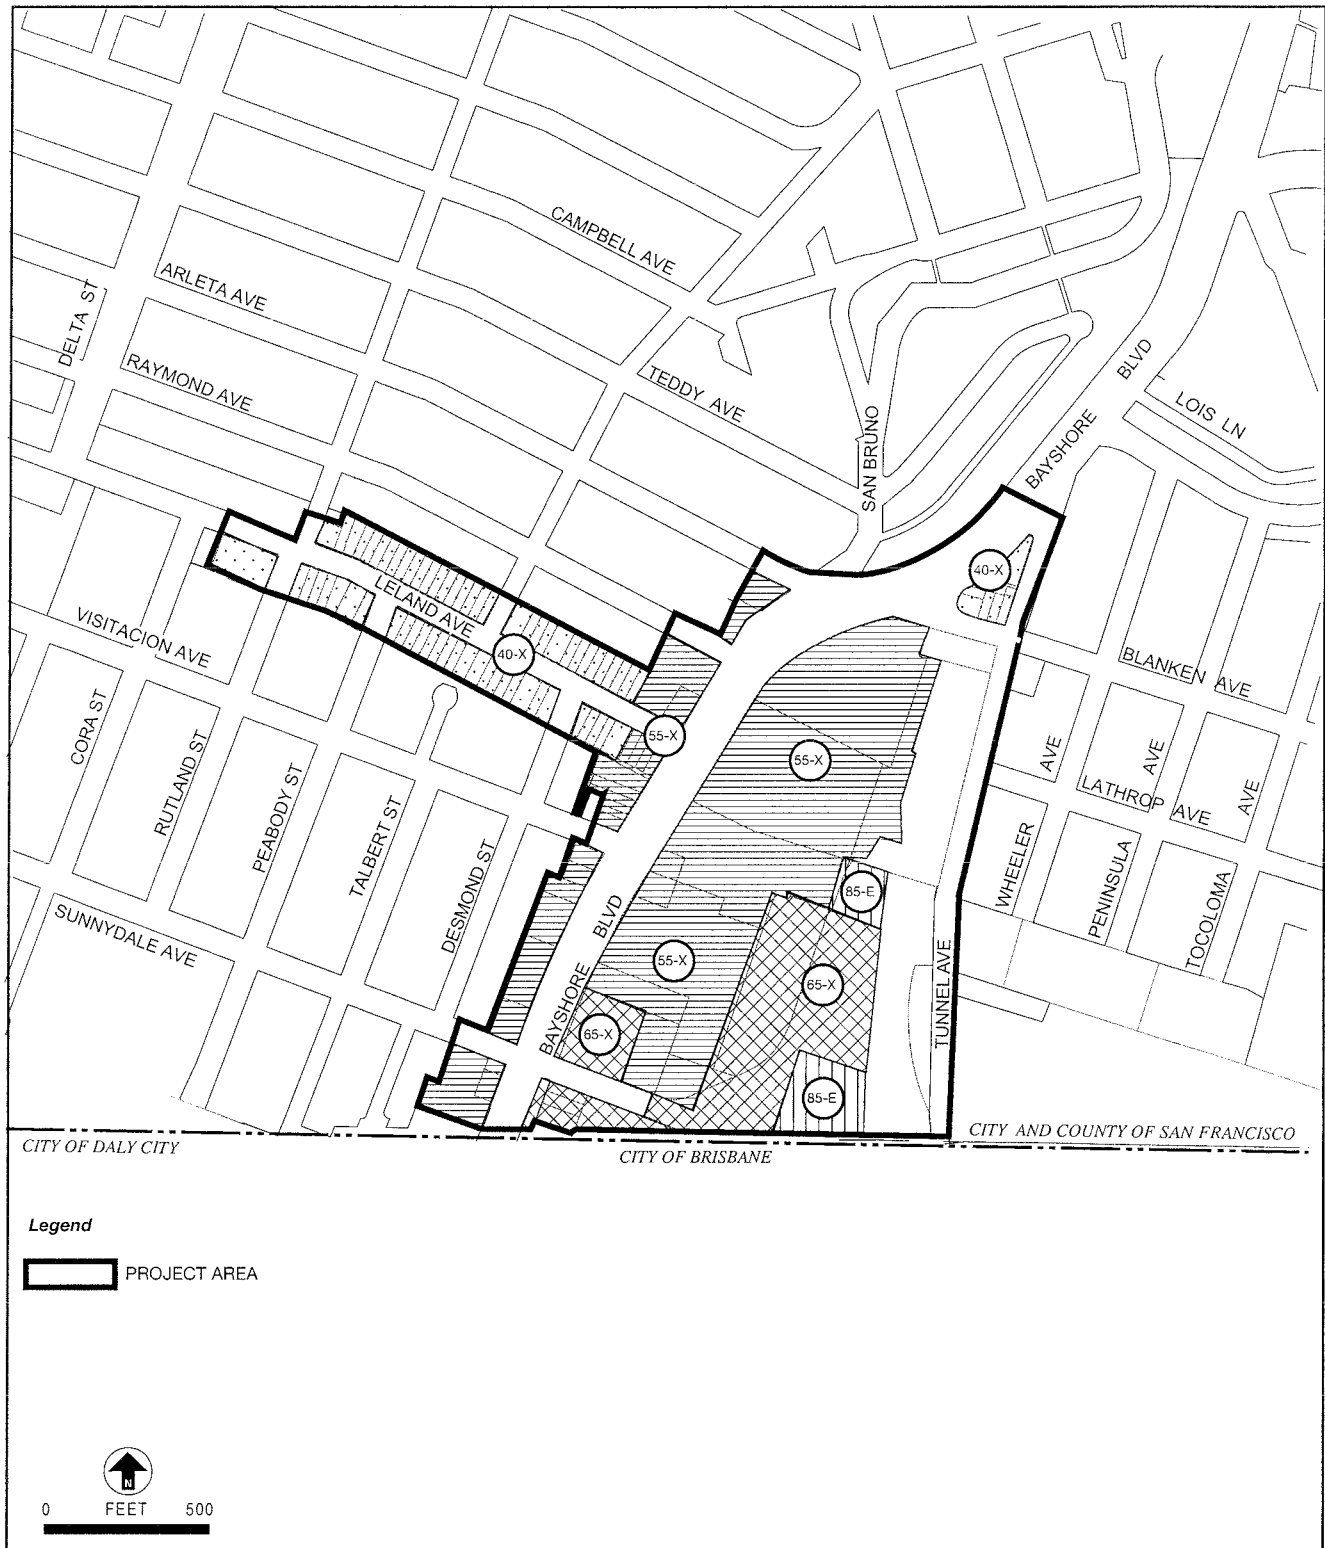 CAMPBELL AVE
ARLETA AVE
DELTA ST
RAYMOND AVE
TEDDY AVE
BLVD
BAYSHORE
LOIS LN
SAN BRUNO
40-X
LELAND AVE
40-X
VISITACION AVE
BLANKEN AVE
CORA ST
RUTLAND ST
PEABODY ST
TALBERT ST
DESMOND ST
55-X
55-X
AVE
AVE
AVE
LATHROP AVE
WHEELER
PENINSULA
TOCOLOMA
85-E
SUNNYDALE AVE
BLVD
BAYSHORE
55-X
65-X
65-X
TUNNEL AVE
85-E
CITY OF DALY CITY
CITY OF BRISBANE
CITY AND COUNTY OF SAN FRANCISCO
Legend
PROJECT AREA
N
0 FEET 500